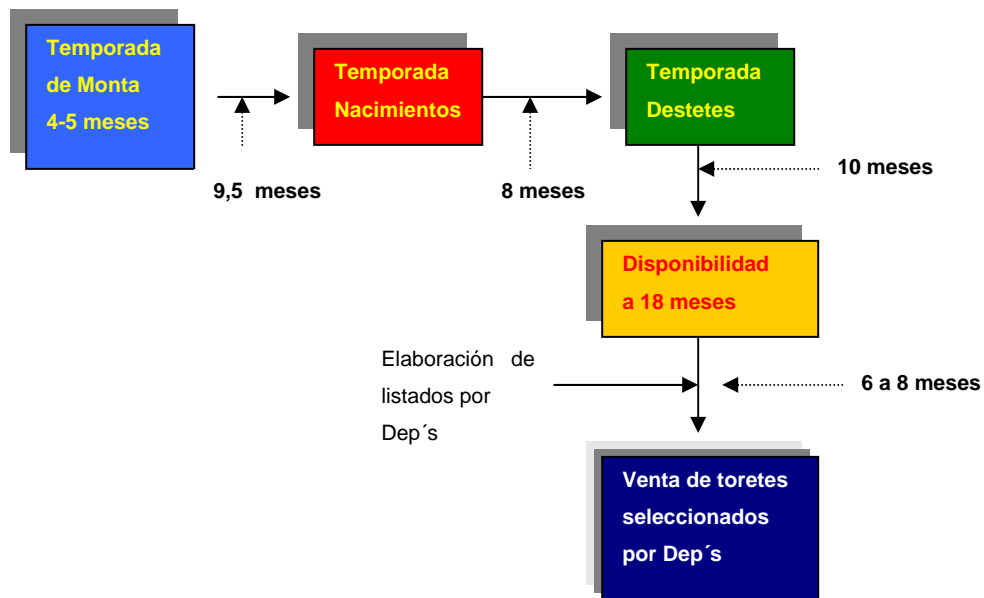 Temporada
de Monta
4-5 meses
Temporada
Nacimientos
Temporada
Destetes
9,5 meses
8 meses
10 meses
Disponibilidad
a 18 meses
Elaboración de
listados por
Dep´s
6 a 8 meses
Venta de toretes
seleccionados
por Dep´s